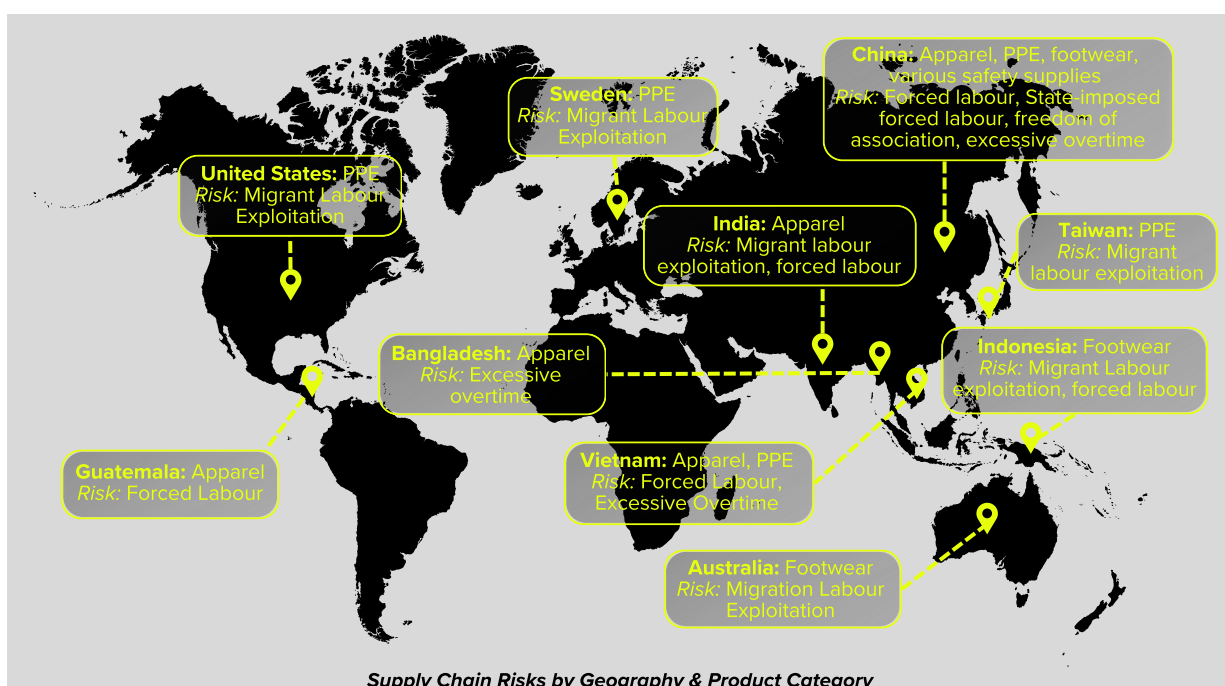 China: Apparel, PPE, footwear,
various safety supplies
Risk: Forced labour, State-imposed
forced labour, freedom of
association, excessive overtime
Sweden: PPE
Risk: Migrant Labour
Exploitation
United States: PPE
Risk: Migrant Labour
Exploitation
India: Apparel
Risk: Migrant labour
exploitation, forced labour
Taiwan: PPE
Risk: Migrant
labour exploitation
Bangladesh: Apparel
Risk: Excessive
overtime
Indonesia: Footwear
Risk: Migrant Labour
exploitation, forced labour
Guatemala: Apparel
Risk: Forced Labour
Vietnam: Apparel, PPE
Risk: Forced Labour,
Excessive Overtime
Australia: Footwear
Risk: Migration Labour
Exploitation
Supply Chain Risks by Geography & Product Category